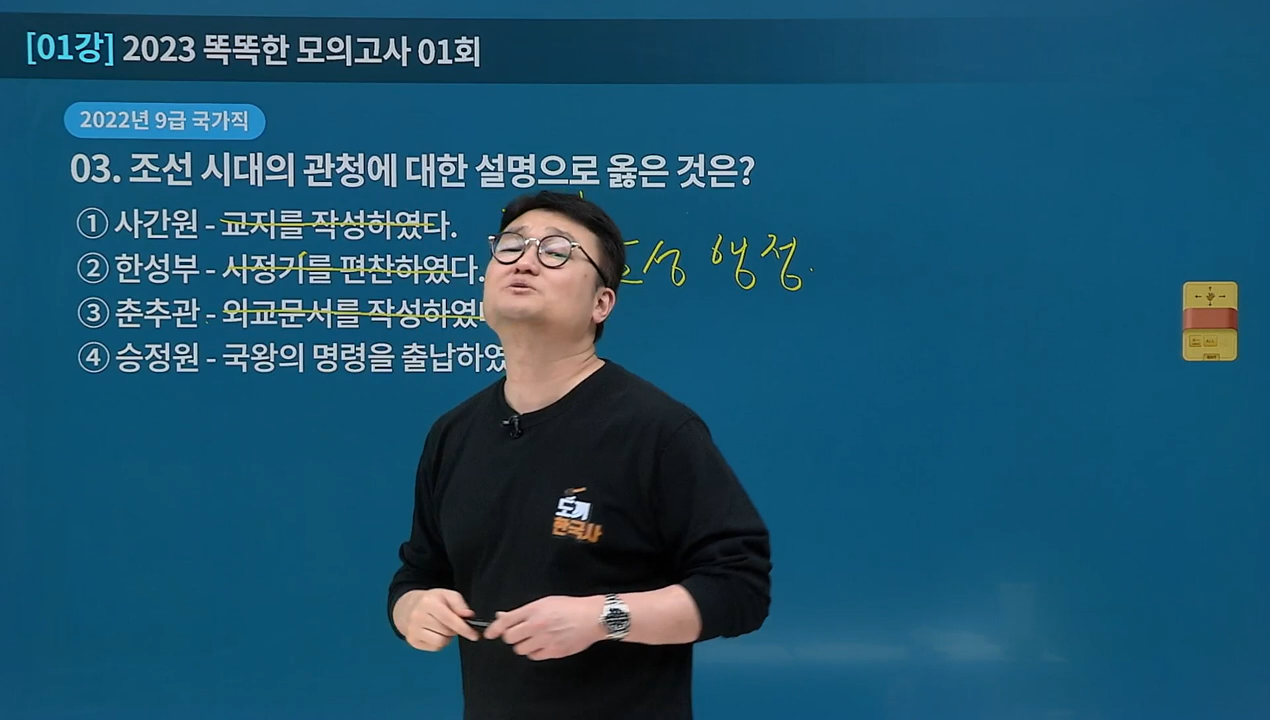 [01강] 2023 똑똑한 모의고사 01회
2022년 9급 국가직
03. 조선 시대의 관청에 대한 설명으로 옳은 것은?
① 사간원 - 교지를 작성하였다.
② 한성부 - 시정기를 편찬하였다.
도성 행정.
③ 춘추관 - 외교문서를 작성하였
④ 승정원 - 국왕의 명령을 출납하였
도끼
한국사